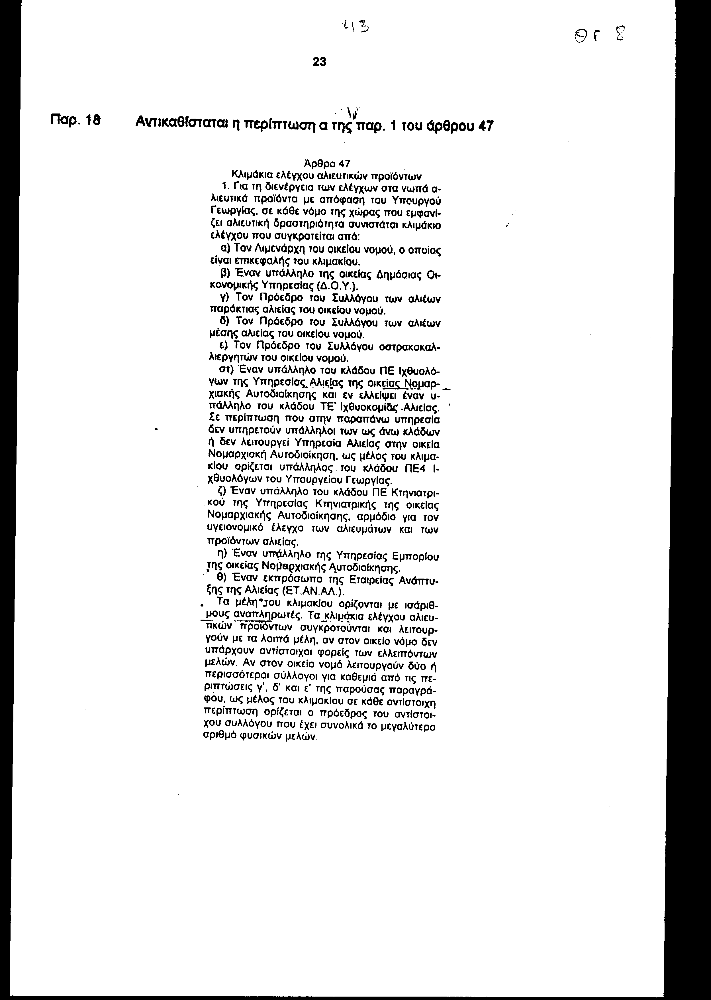 43
Θ Γ 8
23
Παρ. 18 Αντικαθίσταται η περίπτωση α της παρ. 1 του άρθρου 47
Άρθρο 47
Κλιμάκια ελέγχου αλιευτικών προϊόντων
1. Για τη διενέργεια των ελέγχων στα νωπά α-
λιευτικά προϊόντα με απόφαση του Υπουργού
Γεωργίας, σε κάθε νόμο της χώρας που εμφανί-
ζει αλιευτική δραστηριότητα συνιστάται κλιμάκιο
ελέγχου που συγκροτείται από:
α) Τον Λιμενάρχη του οικείου νομού, ο οποίος
είναι επικεφαλής του κλιμακίου.
β) Έναν υπάλληλο της οικείας Δημόσιας Οι-
κονομικής Υπηρεσίας (Δ.Ο.Υ.).
γ) Τον Πρόεδρο του Συλλόγου των αλιέων
παράκτιας αλιείας του οικείου νομού.
δ) Τον Πρόεδρο του Συλλόγου των αλιέων
μέσης αλιείας του οικείου νομού.
ε) Τον Πρόεδρο του Συλλόγου οστρακοκαλ-
λιεργητών του οικείου νομού.
στ) Έναν υπάλληλο του κλάδου ΠΕ Ιχθυολό-
γων της Υπηρεσίας Αλιείας της οικείας Νομαρ-
χιακής Αυτοδιοίκησης και εν ελλείψει έναν υ-
πάλληλο του κλάδου ΤΕ Ιχθυοκομίας -Αλιείας.
Σε περίπτωση που στην παραπάνω υπηρεσία
δεν υπηρετούν υπάλληλοι των ως άνω κλάδων
ή δεν λειτουργεί Υπηρεσία Αλιείας στην οικεία
Νομαρχιακή Αυτοδιοίκηση, ως μέλος του κλιμα-
κίου ορίζεται υπάλληλος του κλάδου ΠΕ4 Ι-
χθυολόγων του Υπουργείου Γεωργίας.
ζ) Έναν υπάλληλο του κλάδου ΠΕ Κτηνιατρι-
κού της Υπηρεσίας Κτηνιατρικής της οικείας
Νομαρχιακής Αυτοδιοίκησης, αρμόδιο για τον
υγειονομικό έλεγχο των αλιευμάτων και των
προϊόντων αλιείας.
η) Έναν υπάλληλο της Υπηρεσίας Εμπορίου
της οικείας Νομαρχιακής Αυτοδιοίκησης.
θ) Έναν εκπρόσωπο της Εταιρείας Ανάπτυ-
ξης της Αλιείας (ΕΤ.ΑΝ.ΑΛ.).
Τα μέλη του κλιμακίου ορίζονται με ισάριθ-
μους αναπληρωτές. Τα κλιμάκια ελέγχου αλιευ-
τικών προϊόντων συγκροτούνται και λειτουρ-
γούν με τα λοιπά μέλη, αν στον οικείο νόμο δεν
υπάρχουν αντίστοιχοι φορείς των ελλειπόντων
μελών. Αν στον οικείο νομό λειτουργούν δύο ή
περισσότεροι σύλλογοι για καθεμιά από τις πε-
ριπτώσεις γ', δ' και ε' της παρούσας παραγρά-
φου, ως μέλος του κλιμακίου σε κάθε αντίστοιχη
περίπτωση ορίζεται ο πρόεδρος του αντίστοι-
χου συλλόγου που έχει συνολικά το μεγαλύτερο
αριθμό φυσικών μελών.